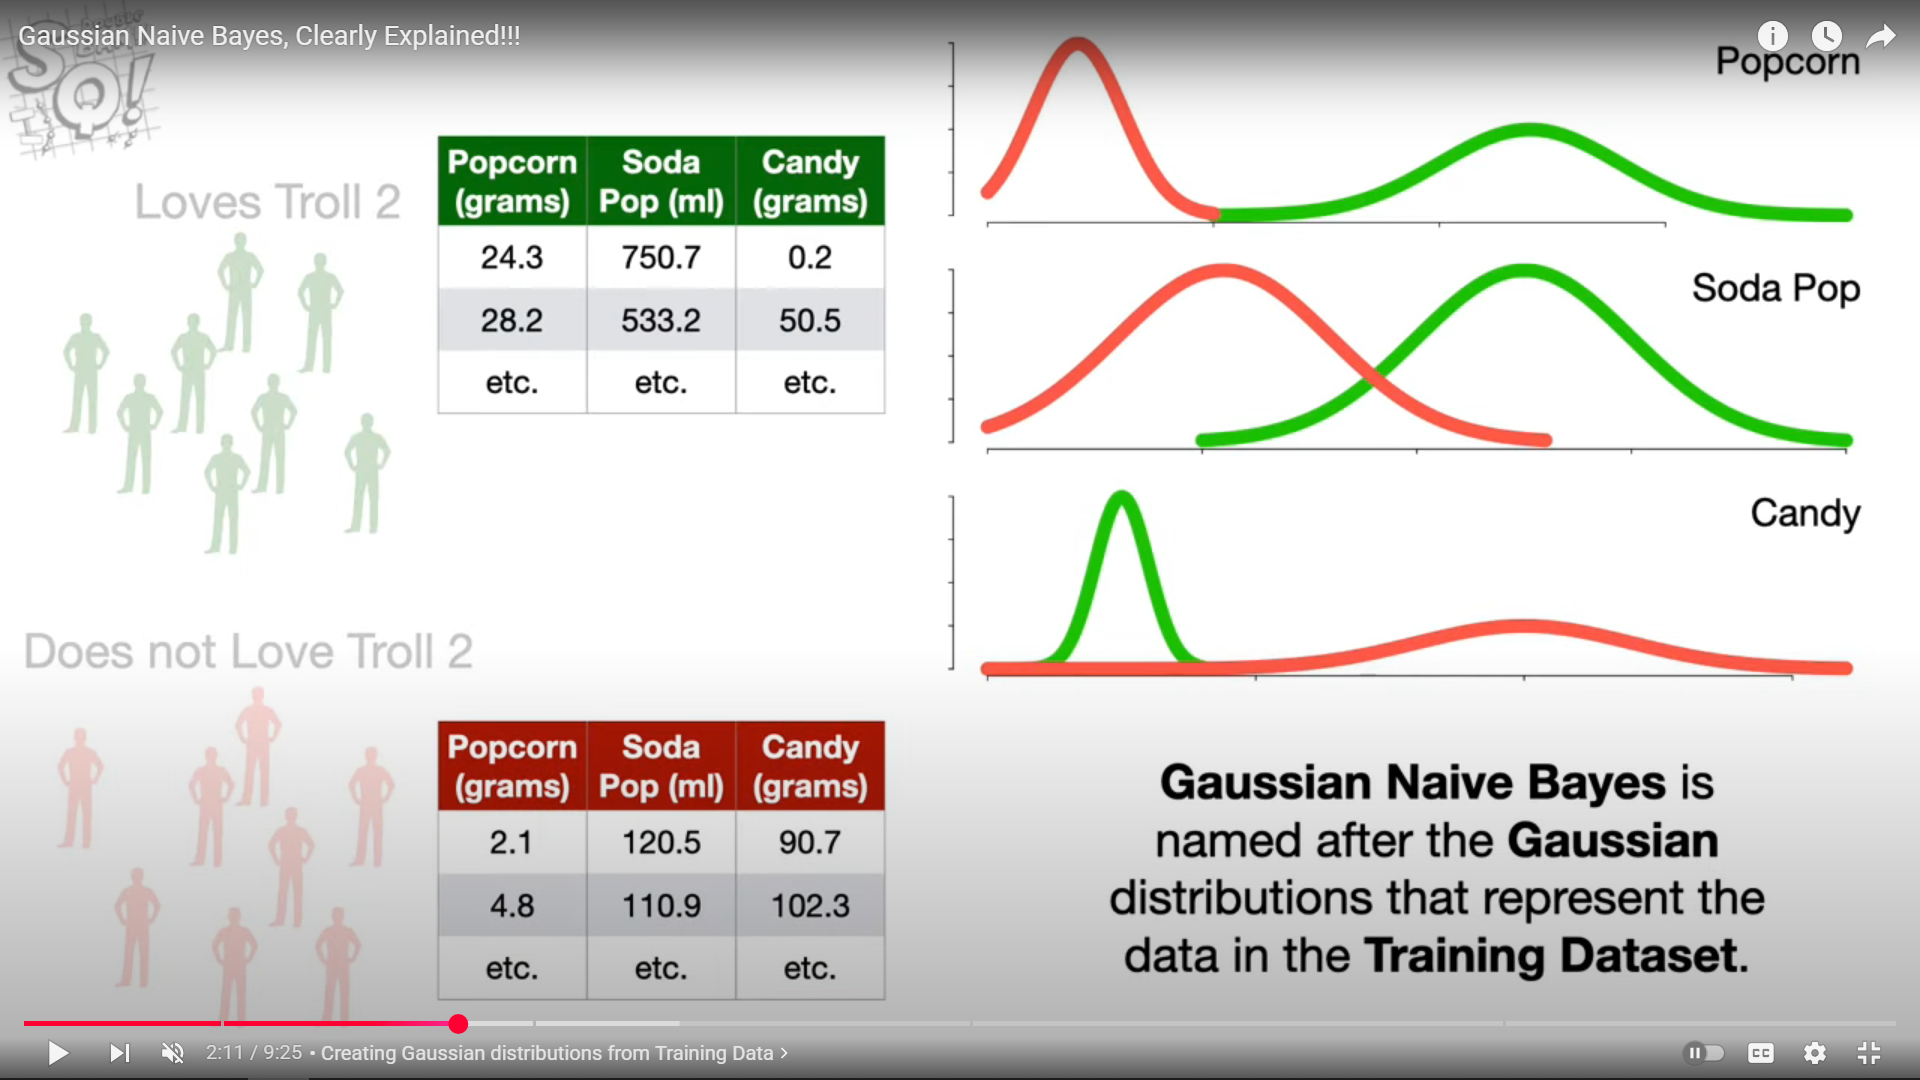 Gaussian Naive Bayes, Clearly Explained!!!
SQ!
Loves Troll 2
Popcorn (grams) Soda Pop (ml) Candy (grams)
24.3 750.7 0.2
28.2 533.2 50.5
etc. etc. etc.
Does not Love Troll 2
Popcorn (grams) Soda Pop (ml) Candy (grams)
2.1 120.5 90.7
4.8 110.9 102.3
etc. etc. etc.
Popcorn
Soda Pop
Candy
Gaussian Naive Bayes is
named after the Gaussian
distributions that represent the
data in the Training Dataset.
2:11 / 9:25 • Creating Gaussian distributions from Training Data >
CC